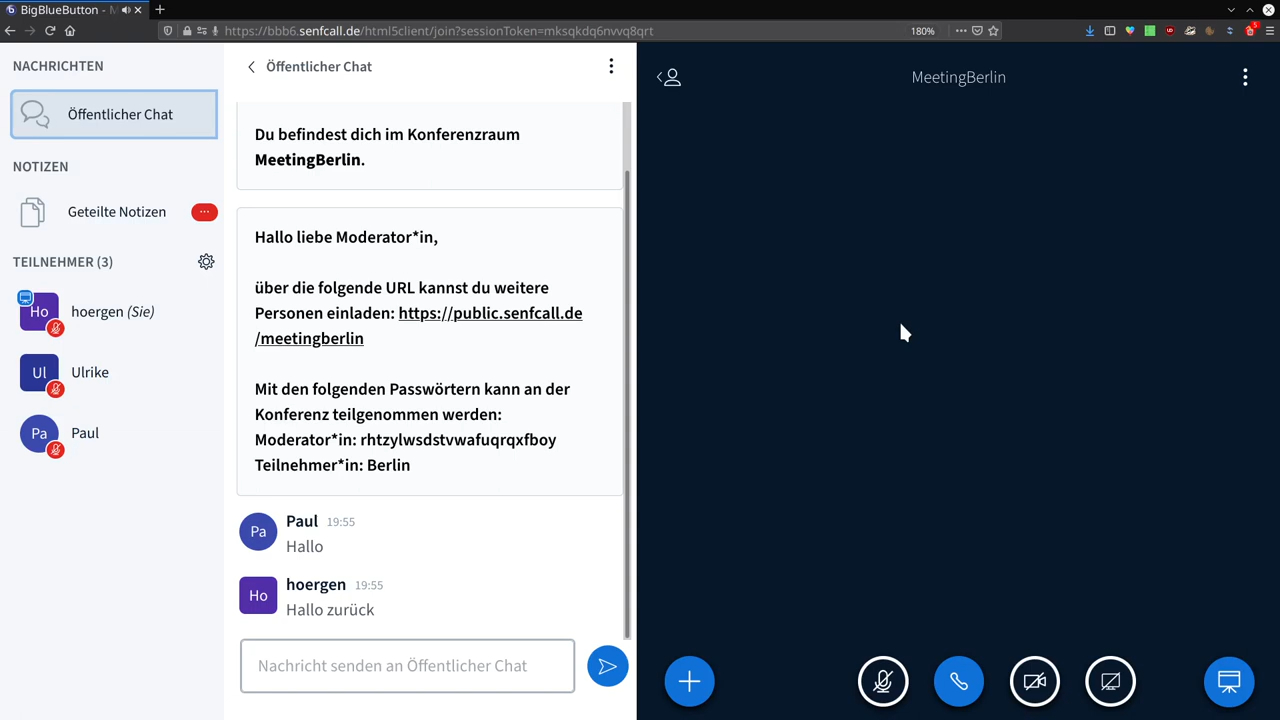 BigBlueButton - M
https://bbb6.senfcall.de/html5client/join?sessionToken=mksqkdq6nvvq8qrt
180%
5
NACHRICHTEN
Öffentlicher Chat
NOTIZEN
Geteilte Notizen
TEILNEHMER (3)
Ho
hoergen (Sie)
Ul
Ulrike
Pa
Paul
Öffentlicher Chat
Du befindest dich im Konferenzraum
MeetingBerlin.
Hallo liebe Moderator*in,
über die folgende URL kannst du weitere
Personen einladen: https://public.senfcall.de
/meetingberlin
Mit den folgenden Passwörtern kann an der
Konferenz teilgenommen werden:
Moderator*in: rhtzylwsdstvwafuqrqxfboy
Teilnehmer*in: Berlin
Pa
Paul 19:55
Hallo
Ho
hoergen 19:55
Hallo zurück
Nachricht senden an Öffentlicher Chat
MeetingBerlin